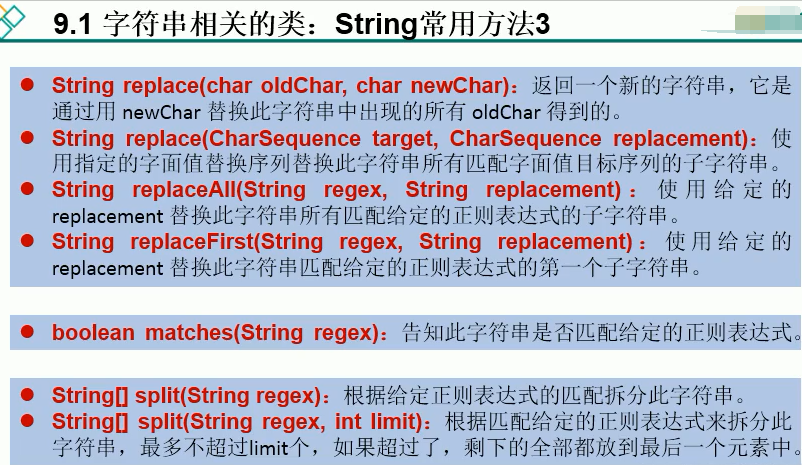 9.1 字符串相关的类：String常用方法3
● String replace(char oldChar, char newChar)：返回一个新的字符串，它是
通过用 newChar 替换此字符串中出现的所有 oldChar 得到的。
● String replace(CharSequence target, CharSequence replacement)：使
用指定的字面值替换序列替换此字符串所有匹配字面值目标序列的子字符串。
● String replaceAll(String regex, String replacement)：使用给定的
replacement 替换此字符串所有匹配给定的正则表达式的子字符串。
● String replaceFirst(String regex, String replacement)：使用给定的
replacement 替换此字符串匹配给定的正则表达式的第一个子字符串。
● boolean matches(String regex)：告知此字符串是否匹配给定的正则表达式。
● String[] split(String regex)：根据给定正则表达式的匹配拆分此字符串。
● String[] split(String regex, int limit)：根据匹配给定的正则表达式来拆分此
字符串，最多不超过limit个，如果超过了，剩下的全部都放到最后一个元素中。